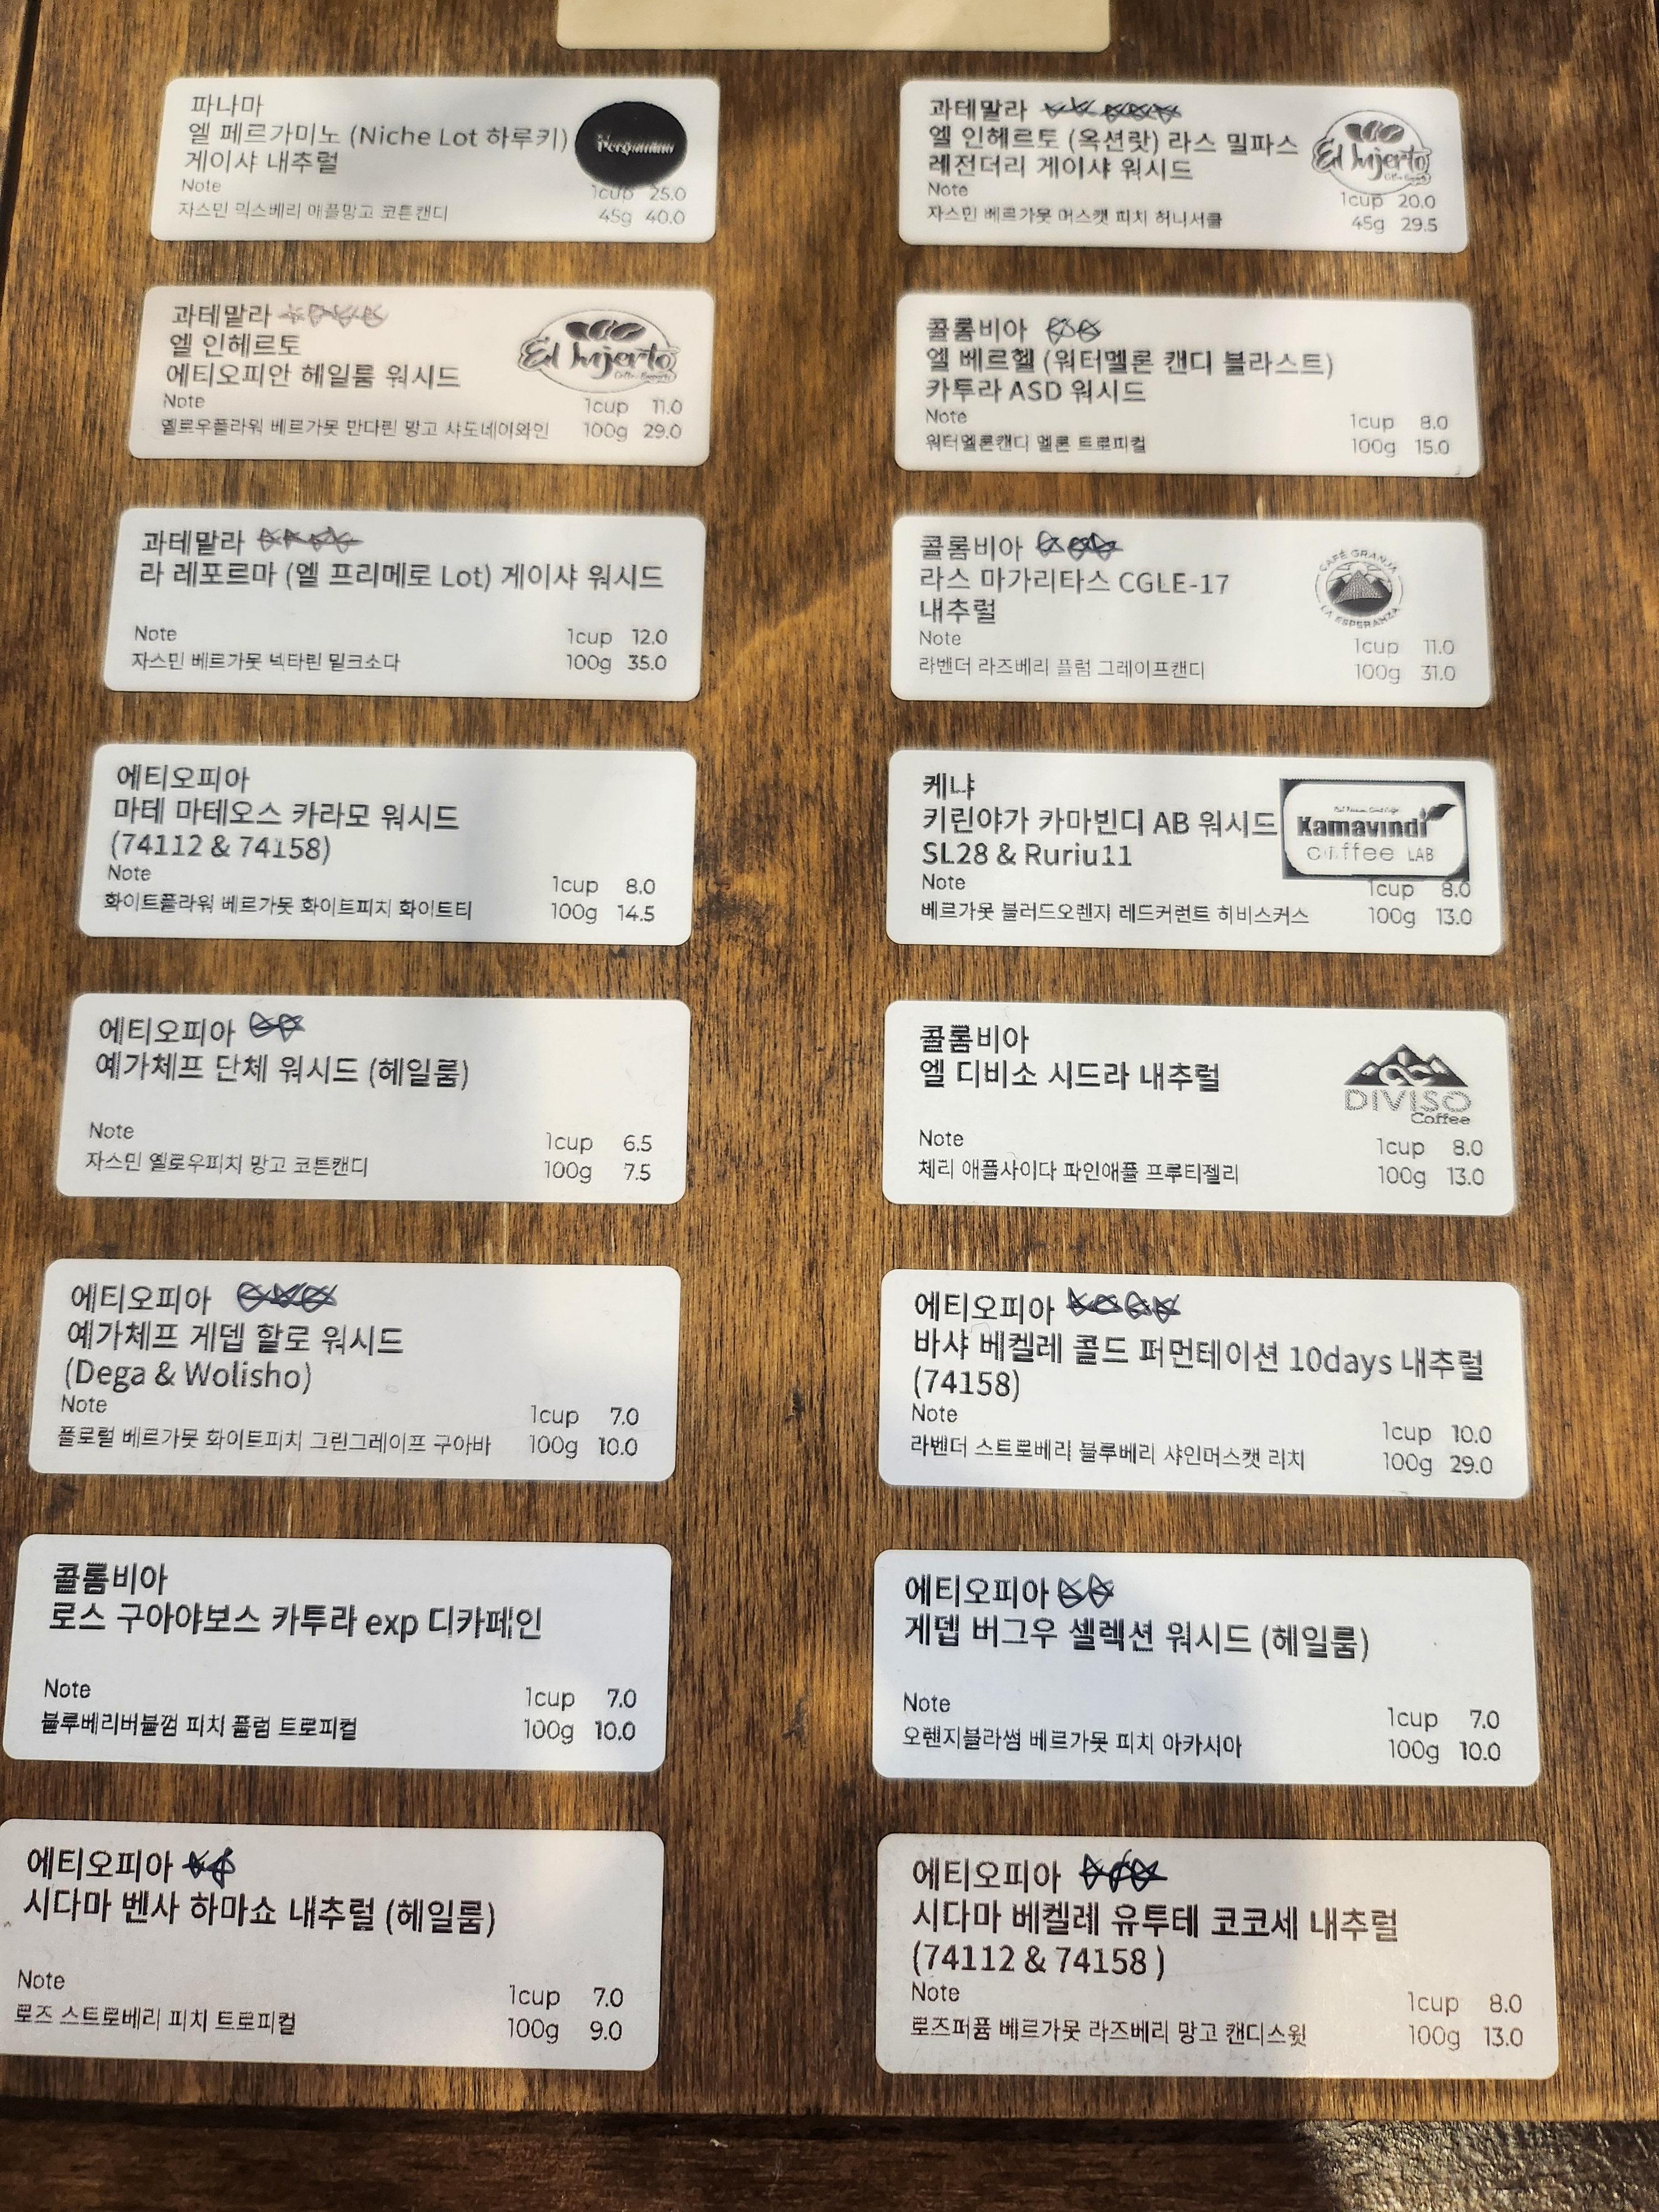 파나마
엘 페르가미노 (Niche Lot 하루키)
게이샤 내추럴
Note
자스민 믹스베리 애플망고 코튼캔디
1cup 25.0
45g 40.0
과테말라
엘 인헤르토 (옥션랏) 라스 밀파스
레전더리 게이샤 워시드
El Injerto
Note
자스민 베르가못 머스캣 피치 허니서클
1cup 20.0
45g 29.5
과테말라
엘 인헤르토
에티오피안 헤일룸 워시드
El Injerto
Note
옐로우플라워 베르가못 만다린 망고 샤도네이와인
1cup 11.0
100g 29.0
콜롬비아
엘 베르헬 (워터멜론 캔디 블라스트)
카투라 ASD 워시드
Note
워터멜론캔디 멜론 트로피컬
1cup 8.0
100g 15.0
과테말라
라 레포르마 (엘 프리메로 Lot) 게이샤 워시드
Note
자스민 베르가못 넥타린 밀크소다
1cup 12.0
100g 35.0
콜롬비아
라스 마가리타스 CGLE-17
내추럴
CAFÉ GRANJA
LA ESPERANZA
Note
라벤더 라즈베리 플럼 그레이프캔디
1cup 11.0
100g 31.0
에티오피아
마테 마테오스 카라모 워시드
(74112 & 74158)
Note
화이트플라워 베르가못 화이트피치 화이트티
1cup 8.0
100g 14.5
케냐
키린야가 카마빈디 AB 워시드
SL28 & Ruriu11
Kamavindi
coffee LAB
Note
베르가못 블러드오렌지 레드커런트 히비스커스
1cup 8.0
100g 13.0
에티오피아
예가체프 단체 워시드 (헤일룸)
Note
자스민 옐로우피치 망고 코튼캔디
1cup 6.5
100g 7.5
콜롬비아
엘 디비소 시드라 내추럴
DIVISO
Coffee
Note
체리 애플사이다 파인애플 프루티젤리
1cup 8.0
100g 13.0
에티오피아
예가체프 게뎁 할로 워시드
(Dega & Wolisho)
Note
플로럴 베르가못 화이트피치 그린그레이프 구아바
1cup 7.0
100g 10.0
에티오피아
바샤 베켈레 콜드 퍼먼테이션 10days 내추럴
(74158)
Note
라벤더 스트로베리 블루베리 샤인머스캣 리치
1cup 10.0
100g 29.0
콜롬비아
로스 구아야보스 카투라 exp 디카페인
Note
블루베리버블껌 피치 플럼 트로피컬
1cup 7.0
100g 10.0
에티오피아
게뎁 버그우 셀렉션 워시드 (헤일룸)
Note
오렌지블라썸 베르가못 피치 아카시아
1cup 7.0
100g 10.0
에티오피아
시다마 벤사 하마쇼 내추럴 (헤일룸)
Note
로즈 스트로베리 피치 트로피컬
1cup 7.0
100g 9.0
에티오피아
시다마 베켈레 유투테 코코세 내추럴
(74112 & 74158 )
Note
로즈퍼퓸 베르가못 라즈베리 망고 캔디스윗
1cup 8.0
100g 13.0